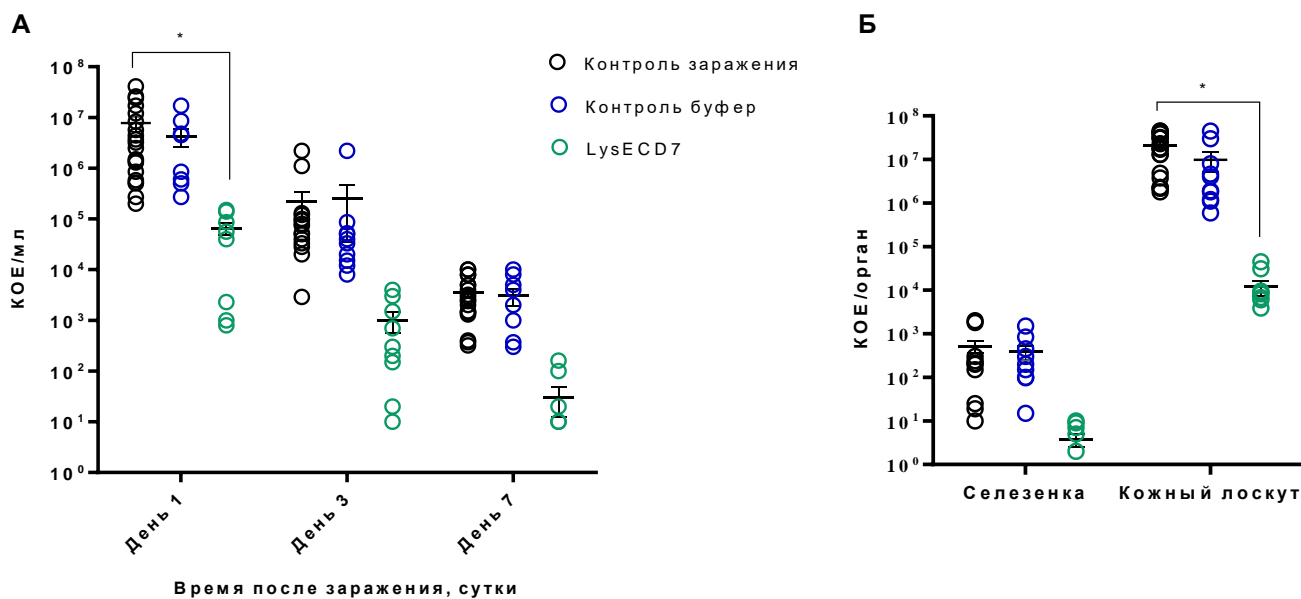 А
Б
*
10⁸
10⁷
10⁶
10⁵
10⁴
10³
10²
10¹
10⁰
КОЕ/мл
День 1
День 3
День 7
Время после заражения, сутки
Контроль заражения
Контроль буфер
LysECD7
*
10⁸
10⁷
10⁶
10⁵
10⁴
10³
10²
10¹
10⁰
КОЕ/орган
Селезенка
Кожный лоскут